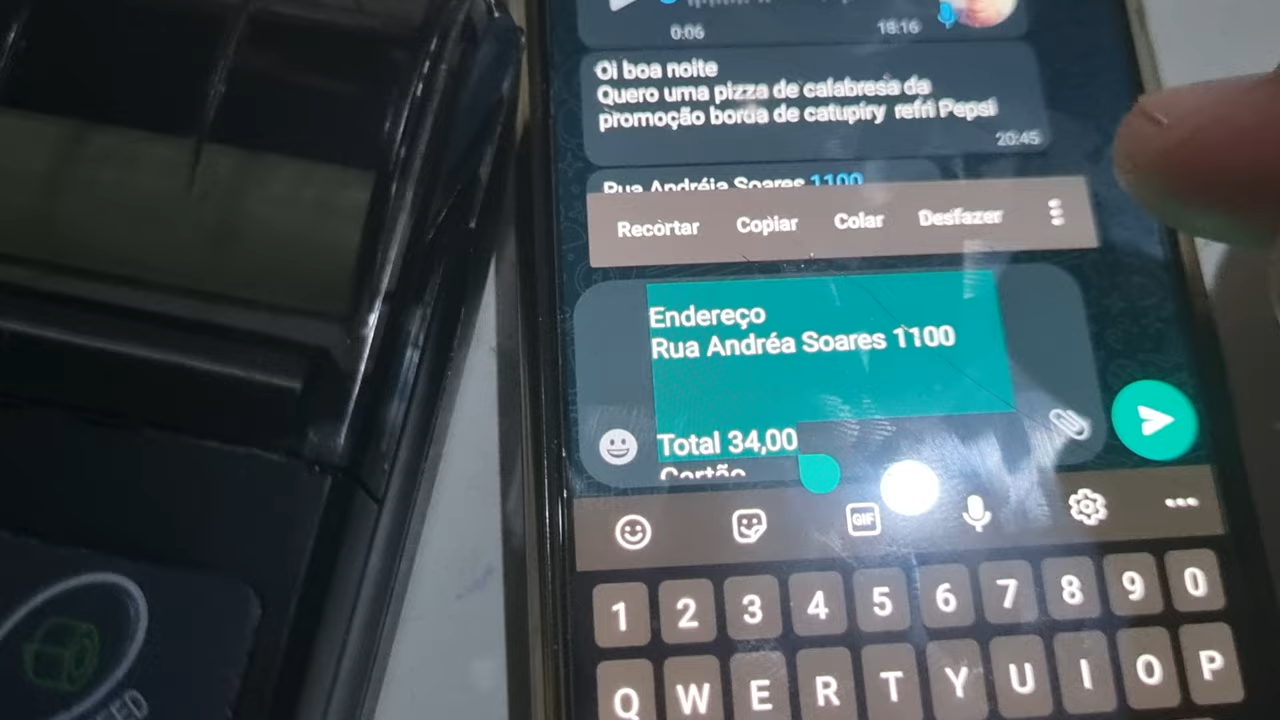 0:06
18:16
Oi boa noite
Quero uma pizza de calabresa da
promoção borda de catupiry refri Pepsi
20:45
Rua Andréia Soares 1100
Recortar Copiar Colar Desfazer
Endereço
Rua Andréa Soares 1100
Total 34,00
Cartão
GIF
1 2 3 4 5 6 7 8 9 0
Q W E R T Y U I O P